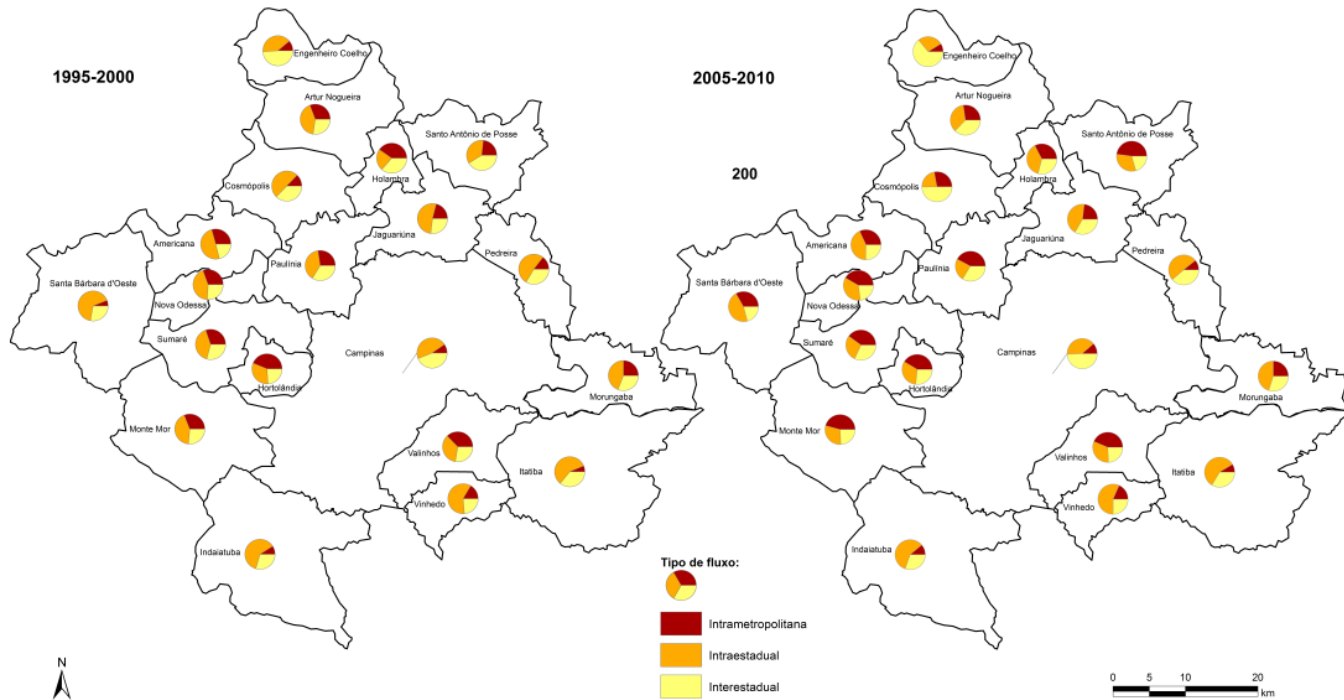 1995-2000
Engenheiro Coelho
Artur Nogueira
Santo Antônio de Posse
Holambra
Cosmópolis
Jaguariúna
Americana
Paulínia
Pedreira
Santa Bárbara d'Oeste
Nova Odessa
Sumaré
Campinas
Hortolândia
Morungaba
Monte Mor
Valinhos
Itatiba
Vinhedo
Indaiatuba
2005-2010
Engenheiro Coelho
Artur Nogueira
Santo Antônio de Posse
200
Holambra
Cosmópolis
Jaguariúna
Americana
Paulínia
Pedreira
Santa Bárbara d'Oeste
Nova Odessa
Sumaré
Campinas
Hortolândia
Morungaba
Monte Mor
Valinhos
Itatiba
Vinhedo
Indaiatuba
Tipo de fluxo:
Intrametropolitana
Intraestadual
Interestadual
N
0 5 10 20
km